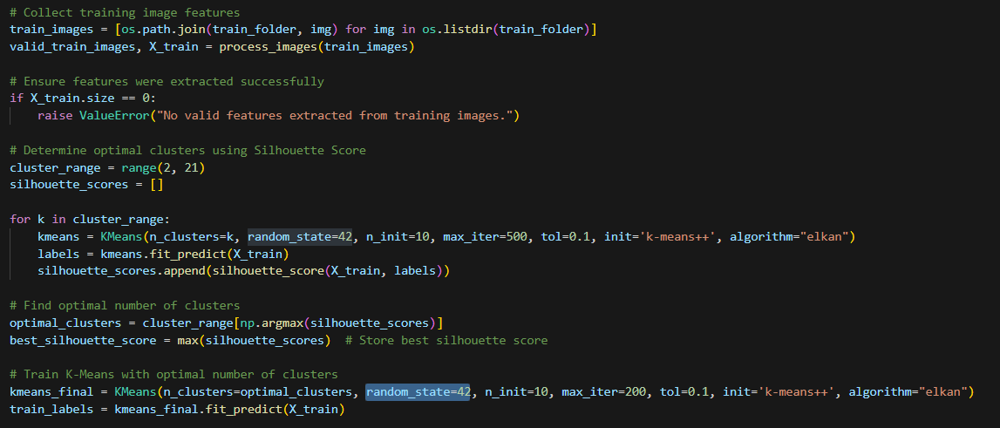 # Collect training image features
train_images = [os.path.join(train_folder, img) for img in os.listdir(train_folder)]
valid_train_images, X_train = process_images(train_images)
# Ensure features were extracted successfully
if X_train.size == 0:
    raise ValueError("No valid features extracted from training images.")
# Determine optimal clusters using Silhouette Score
cluster_range = range(2, 21)
silhouette_scores = []
for k in cluster_range:
    kmeans = KMeans(n_clusters=k, random_state=42, n_init=10, max_iter=500, tol=0.1, init='k-means++', algorithm="elkan")
    labels = kmeans.fit_predict(X_train)
    silhouette_scores.append(silhouette_score(X_train, labels))
# Find optimal number of clusters
optimal_clusters = cluster_range[np.argmax(silhouette_scores)]
best_silhouette_score = max(silhouette_scores)  # Store best silhouette score
# Train K-Means with optimal number of clusters
kmeans_final = KMeans(n_clusters=optimal_clusters, random_state=42, n_init=10, max_iter=200, tol=0.1, init='k-means++', algorithm="elkan")
train_labels = kmeans_final.fit_predict(X_train)